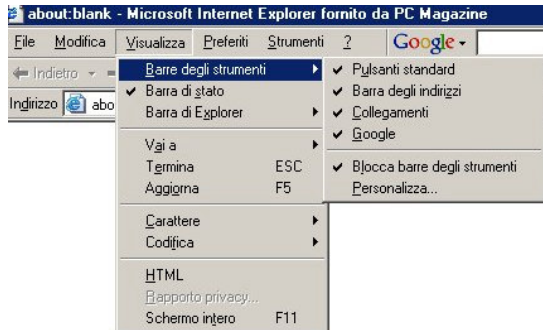 about:blank - Microsoft Internet Explorer fornito da PC Magazine
File Modifica Visualizza Preferiti Strumenti ? Google
Indietro
Indirizzo abo
Barre degli strumenti
Barra di stato
Barra di Explorer
Vai a
Termina ESC
Aggiorna F5
Carattere
Codifica
HTML
Rapporto privacy...
Schermo intero F11
Pulsanti standard
Barra degli indirizzi
Collegamenti
Google
Blocca barre degli strumenti
Personalizza...